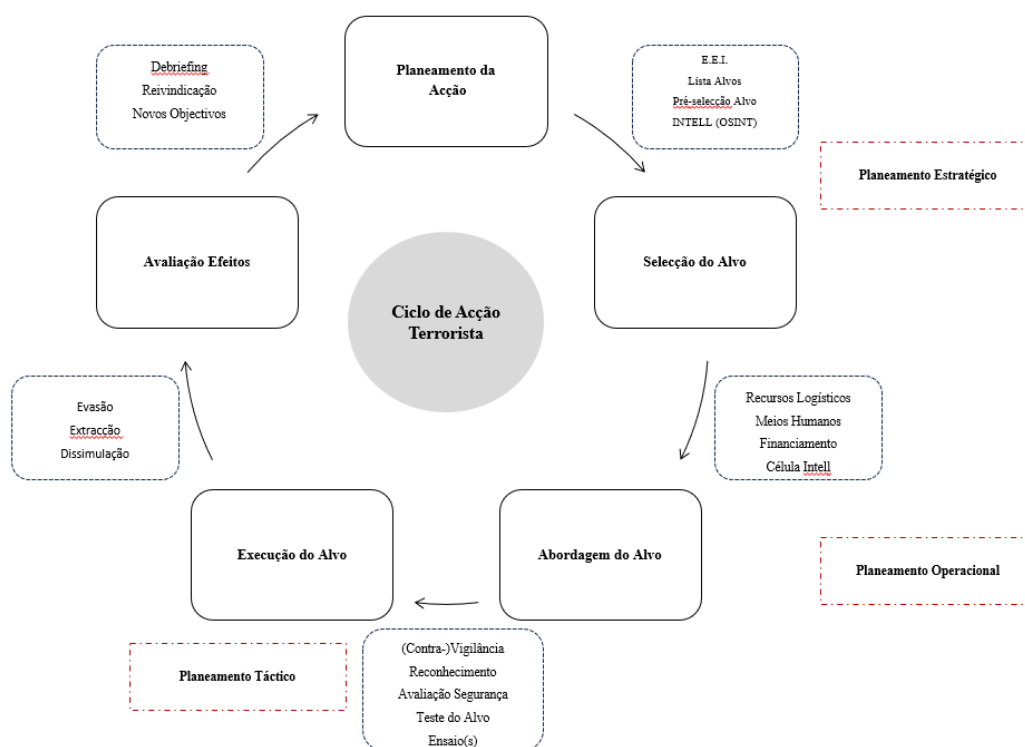 Planeamento da
Acção
E.E.I.
Lista Alvos
Pré-selecção Alvo
INTELL (OSINT)
Planeamento Estratégico
Selecção do Alvo
Recursos Logísticos
Meios Humanos
Financiamento
Célula Intell
Planeamento Operacional
Abordagem do Alvo
(Contra-)Vigilância
Reconhecimento
Avaliação Segurança
Teste do Alvo
Ensaio(s)
Planeamento Táctico
Execução do Alvo
Evasão
Extracção
Dissimulação
Avaliação Efeitos
Debriefing
Reivindicação
Novos Objectivos
Ciclo de Acção
Terrorista